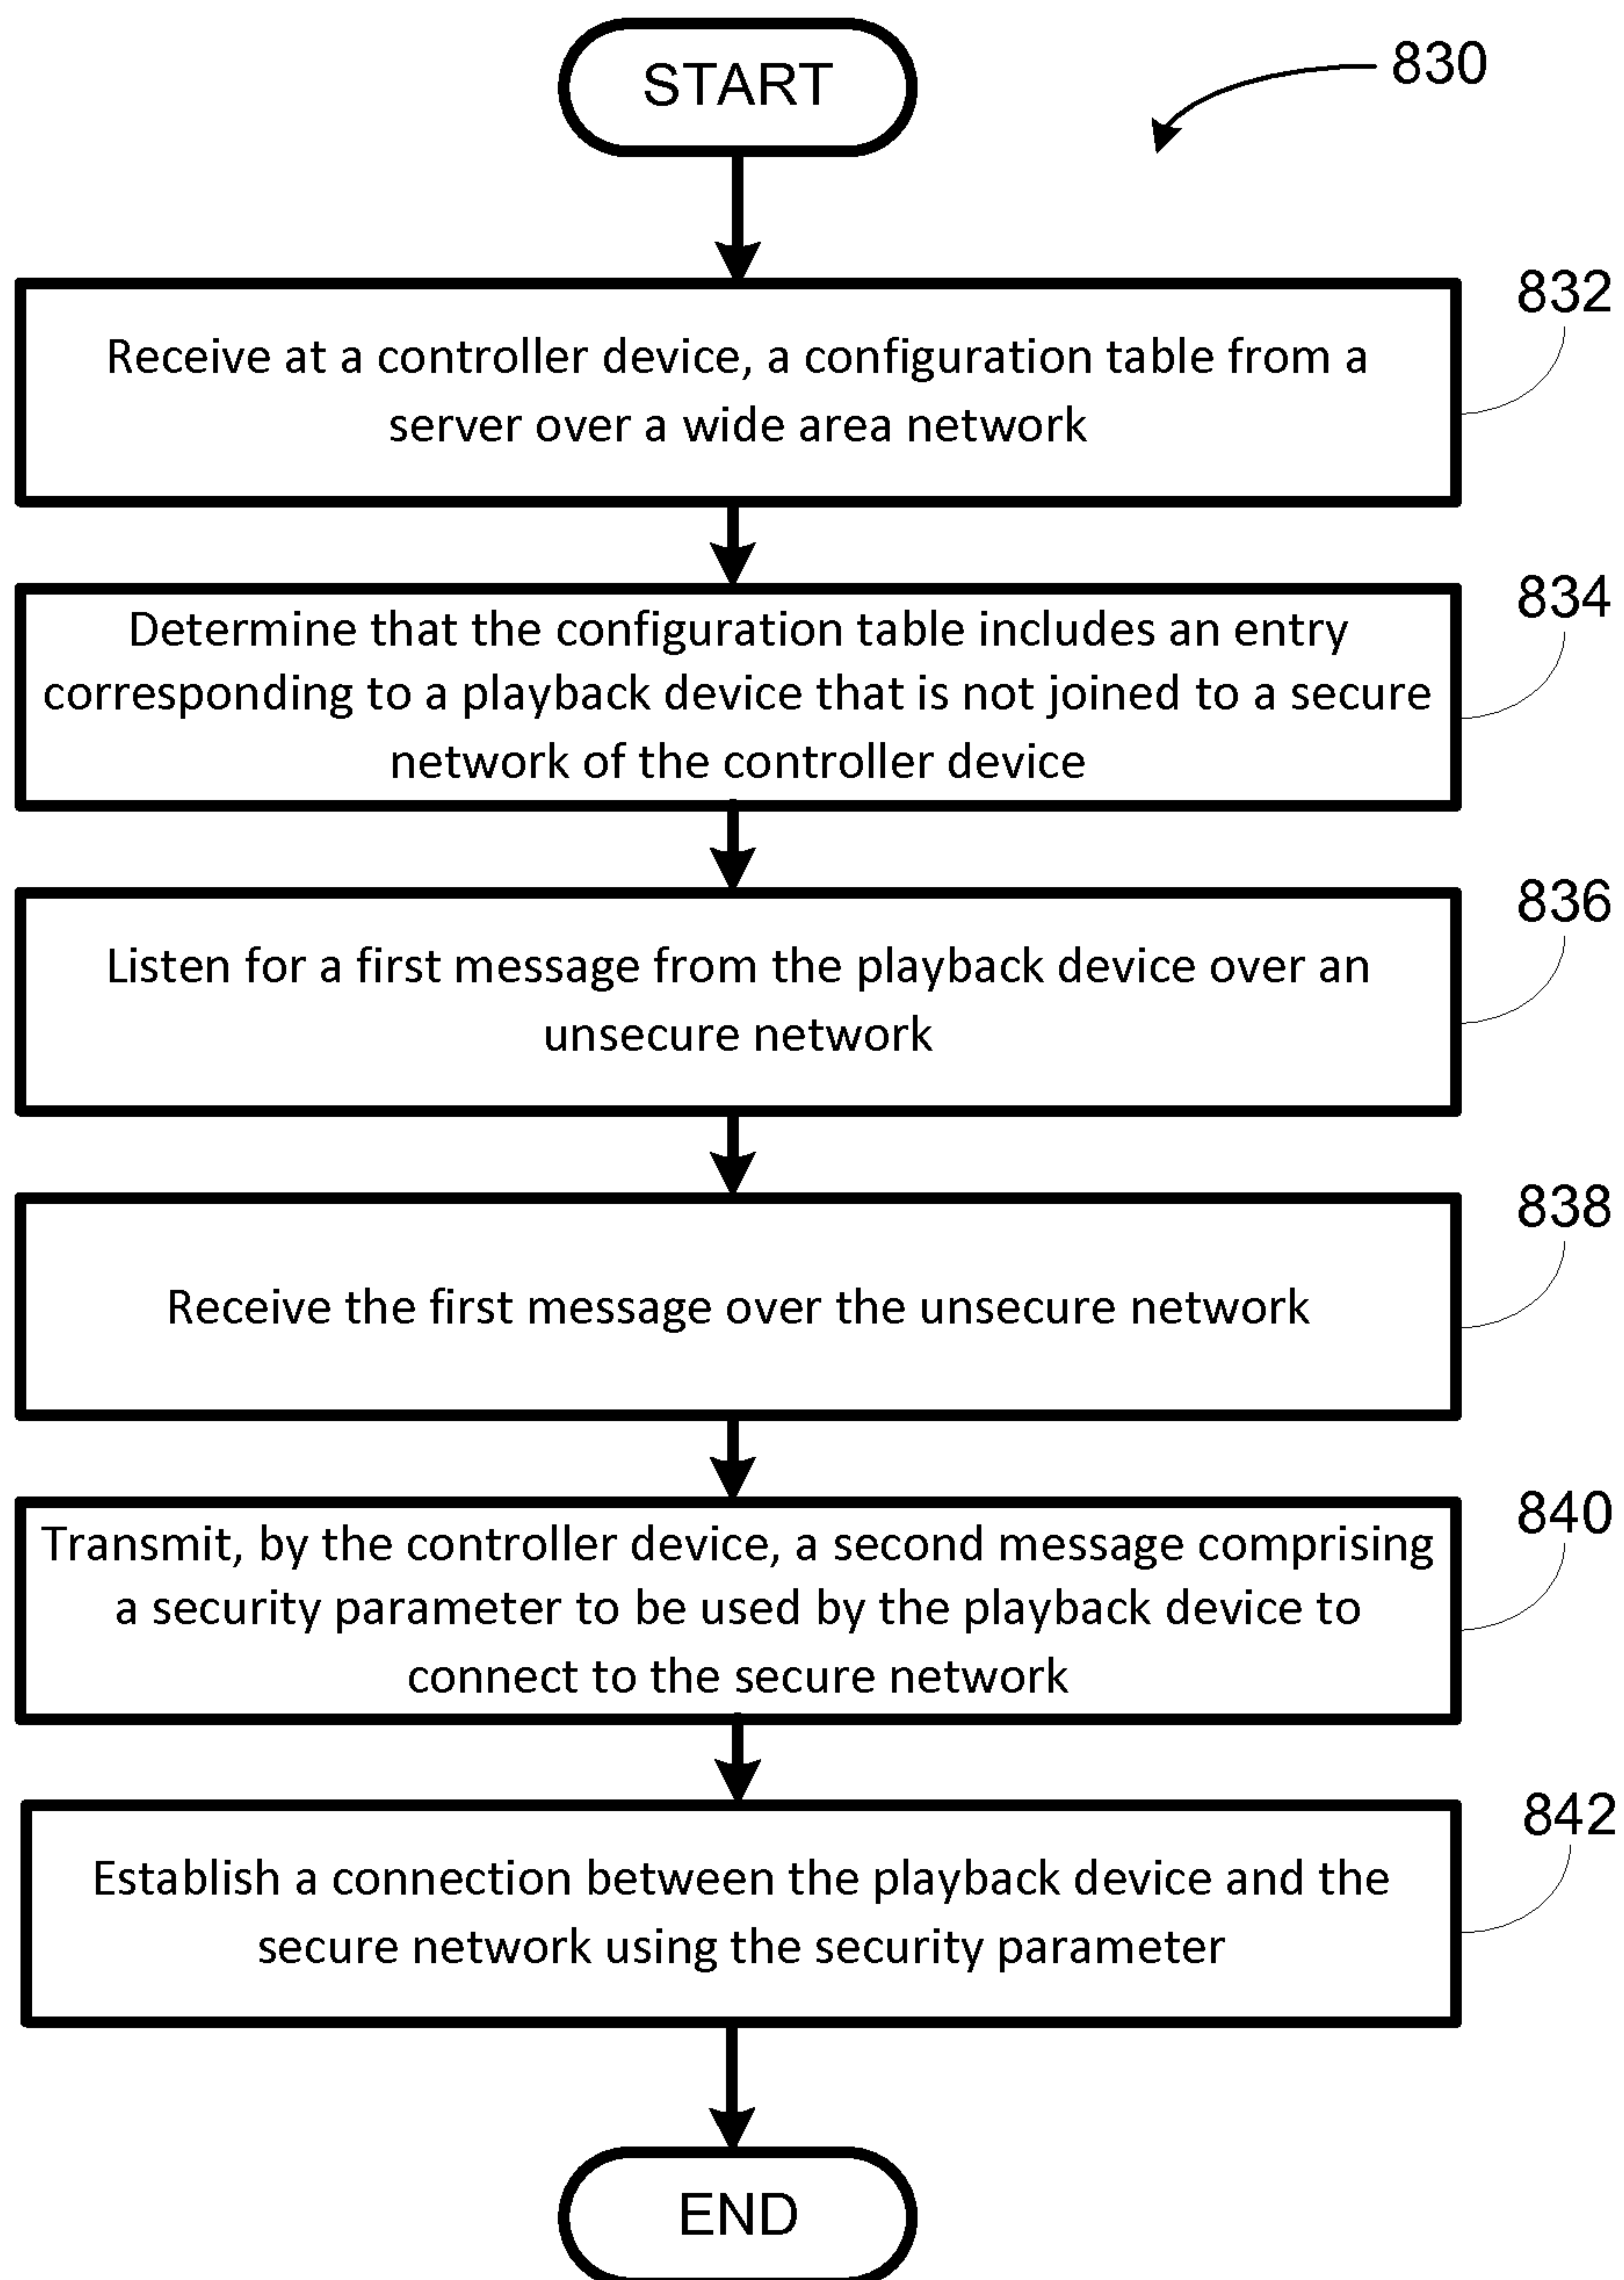 START
830
832
Receive at a controller device, a configuration table from a
server over a wide area network
834
Determine that the configuration table includes an entry
corresponding to a playback device that is not joined to a secure
network of the controller device
836
Listen for a first message from the playback device over an
unsecure network
838
Receive the first message over the unsecure network
840
Transmit, by the controller device, a second message comprising
a security parameter to be used by the playback device to
connect to the secure network
842
Establish a connection between the playback device and the
secure network using the security parameter
END